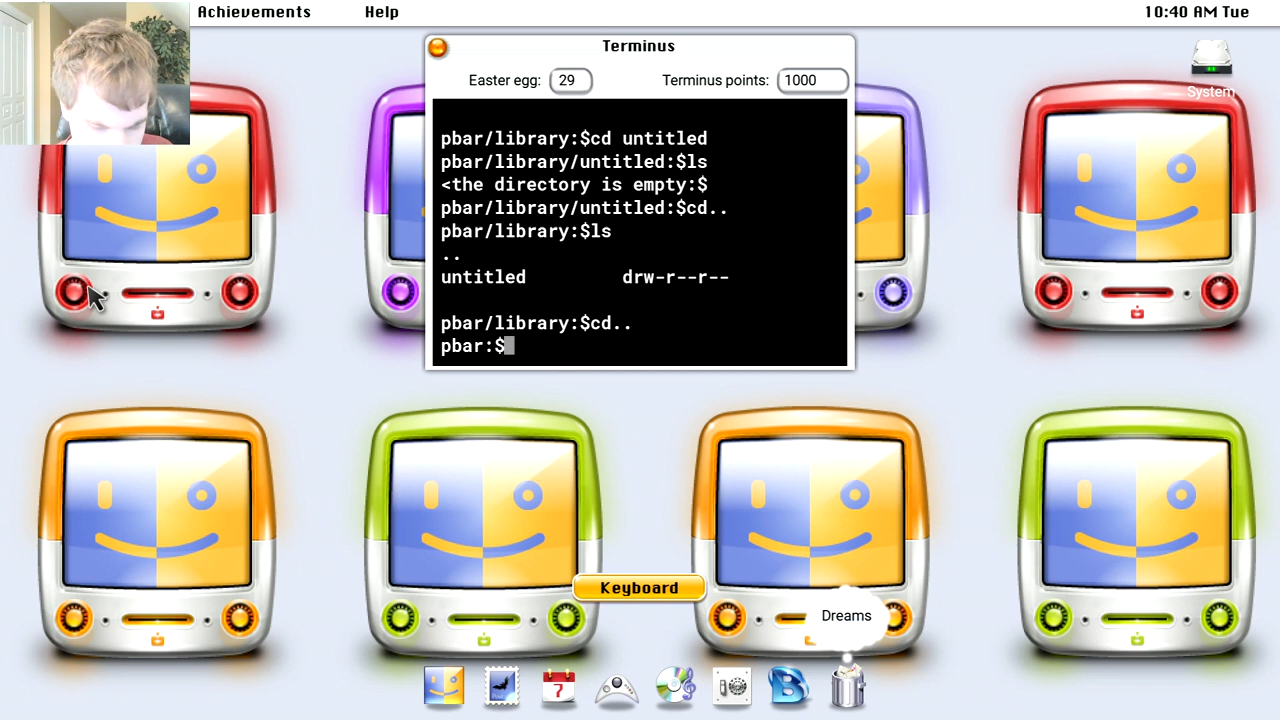 Achievements Help 10:40 AM Tue
Terminus
Easter egg: 29 Terminus points: 1000
System
pbar/library:$cd untitled
pbar/library/untitled:$ls
<the directory is empty:$
pbar/library/untitled:$cd..
pbar/library:$ls
..
untitled drw-r--r--
pbar/library:$cd..
pbar:$
Keyboard
Dreams
7
B